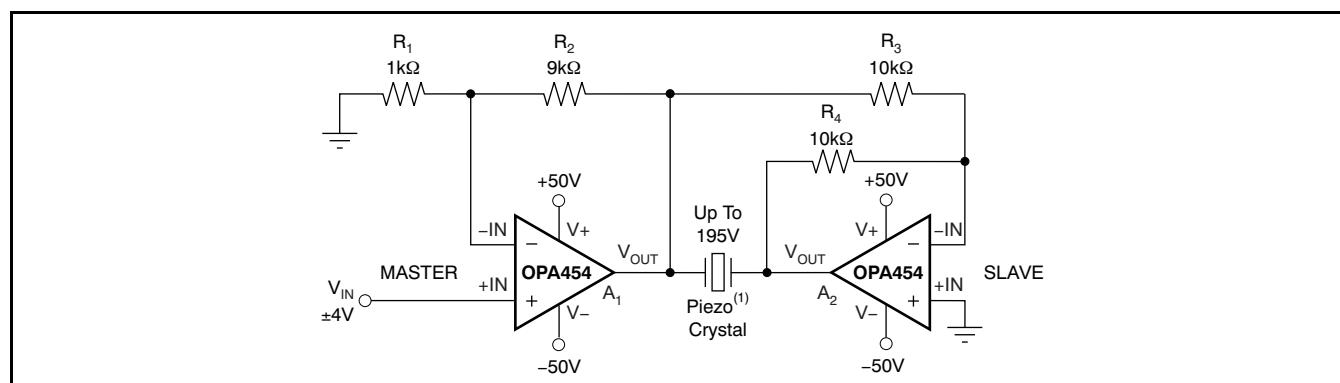 R1
1kΩ
R2
9kΩ
R3
10kΩ
R4
10kΩ
+50V
V+
−IN
−
OPA454
MASTER
+IN
+
VIN
±4V
A1
V−
−50V
VOUT
Up To
195V
Piezo(1)
Crystal
VOUT
+50V
V+
−IN
−
OPA454
SLAVE
+IN
+
A2
V−
−50V